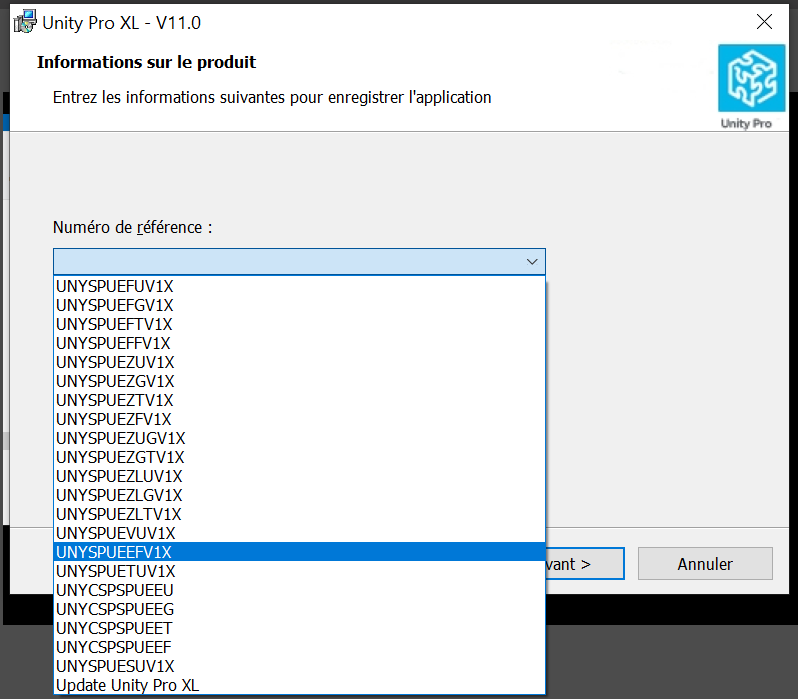 Unity Pro XL - V11.0
Informations sur le produit
Entrez les informations suivantes pour enregistrer l'application
Unity Pro
Numéro de référence :
UNYSPUEFUV1X
UNYSPUEFGV1X
UNYSPUEFTV1X
UNYSPUEFFV1X
UNYSPUEZUV1X
UNYSPUEZGV1X
UNYSPUEZTV1X
UNYSPUEZFV1X
UNYSPUEZUGV1X
UNYSPUEZGTV1X
UNYSPUEZLUV1X
UNYSPUEZLGV1X
UNYSPUEZLTV1X
UNYSPUEVUV1X
UNYSPUEEFV1X
vant >
Annuler
UNYSPUETUV1X
UNYCSPSPUEEU
UNYCSPSPUEEG
UNYCSPSPUEET
UNYCSPSPUEEF
UNYSPUESUV1X
Update Unity Pro XL